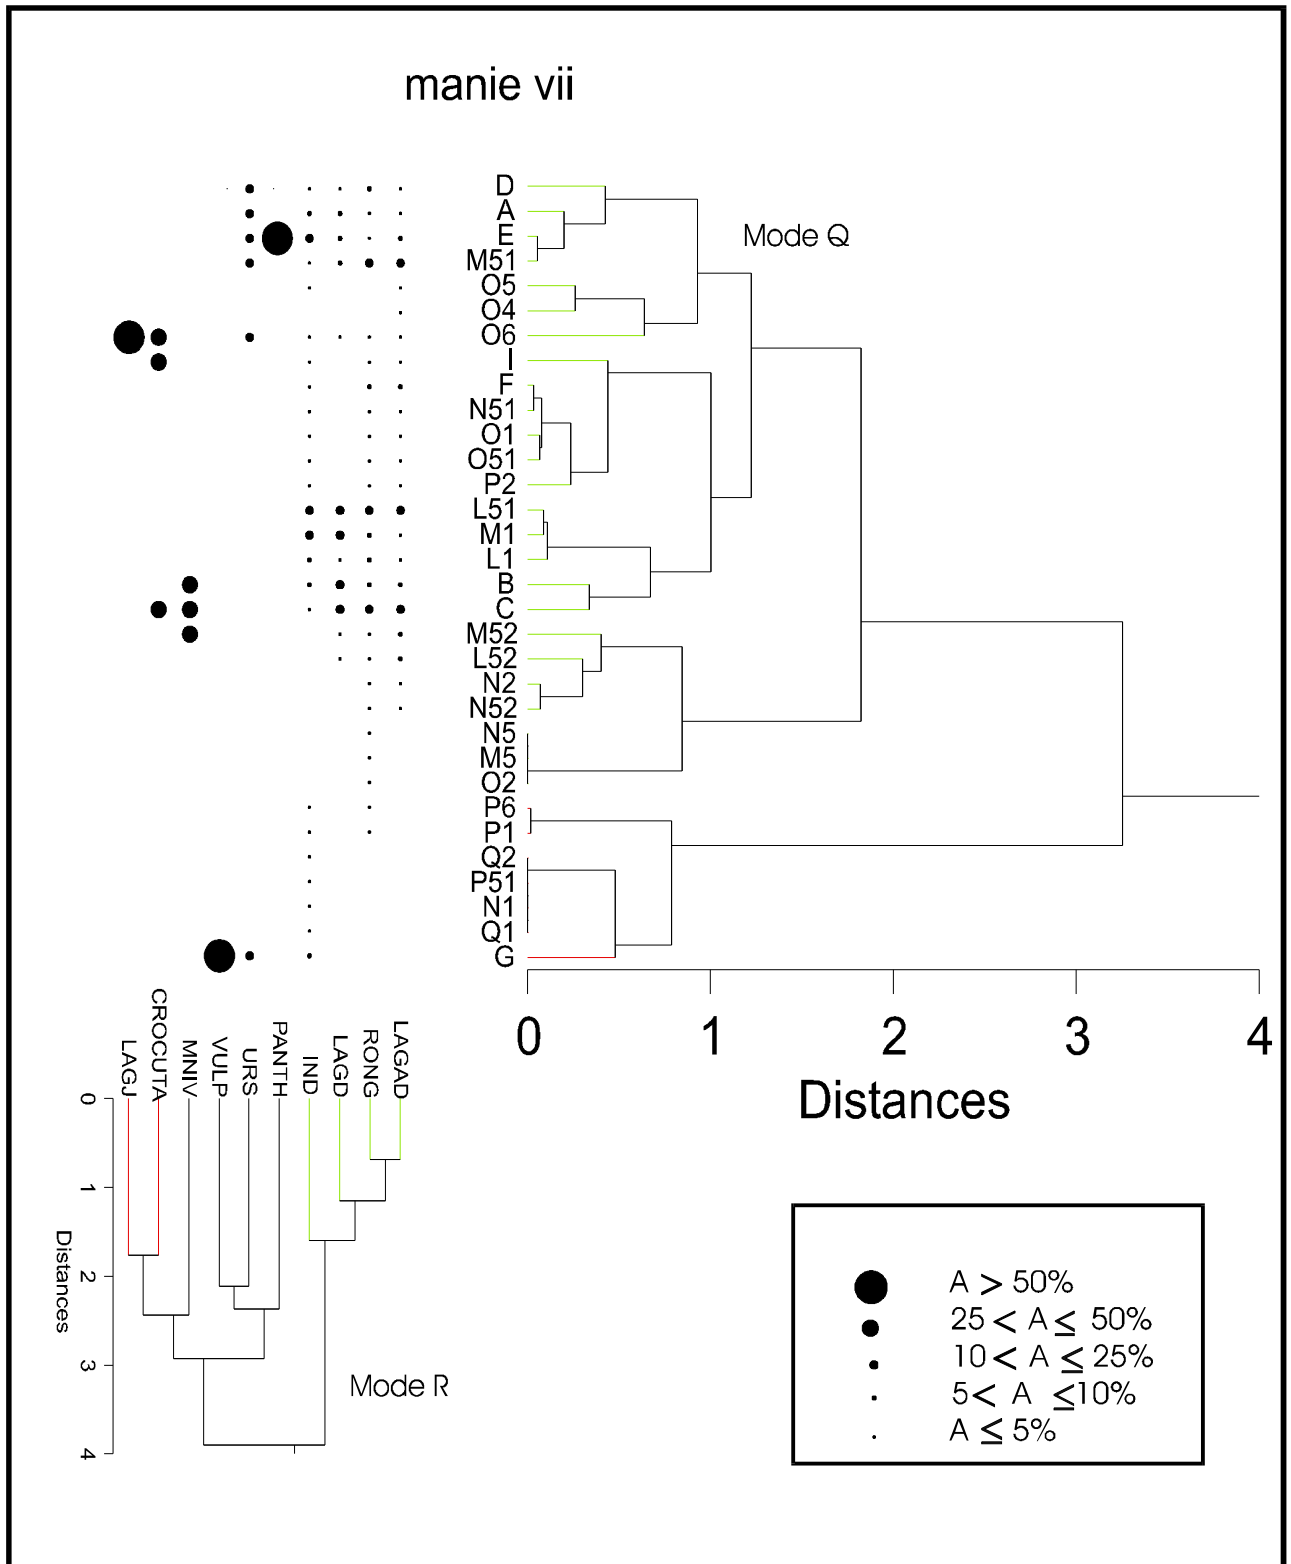 manie vii
D
A
E
M51
O5
O4
O6
I
F
N51
O1
O51
P2
L51
M1
L1
B
C
M52
L52
N2
N52
N5
M5
O2
P6
P1
Q2
P51
N1
Q1
G
Mode Q
0 1 2 3 4
Distances
LAGJ
CROCUTA
MNIV
VULP
URS
PANTH
IND
LAGD
RONG
LAGAD
0
1
2
3
4
Distances
Mode R
A > 50%
25 < A ≤ 50%
10 < A ≤ 25%
5 < A ≤10%
A ≤ 5%